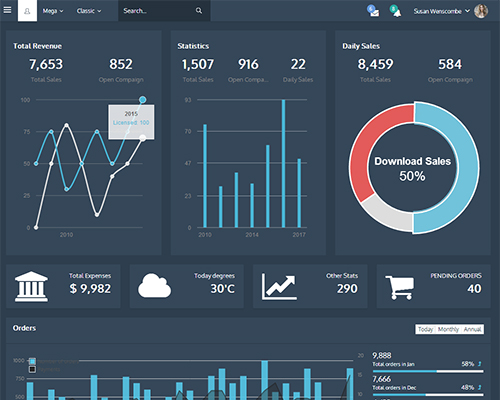 Mega Classic Search... 6 3 Susan Wenscombe
Total Revenue
7,653 852
Total Sales Open Compaign
100
75
50
25
0
2010
2015
Licensed: 100
Statistics
1,507 916 22
Total Sales Open Compa... Daily Sales
93
70
47
23
0
2010 2014 2017
Daily Sales
8,459 584
Total Sales Open Campaign
Download Sales
50%
Total Expenses
$ 9,982
Today degrees
30°C
Other Stats
290
PENDING ORDERS
40
Orders
Today Monthly Annual
1000
750
500
20
15
10
9,888
Total orders in Jan 58%
7,666
Total orders in Dec 48%